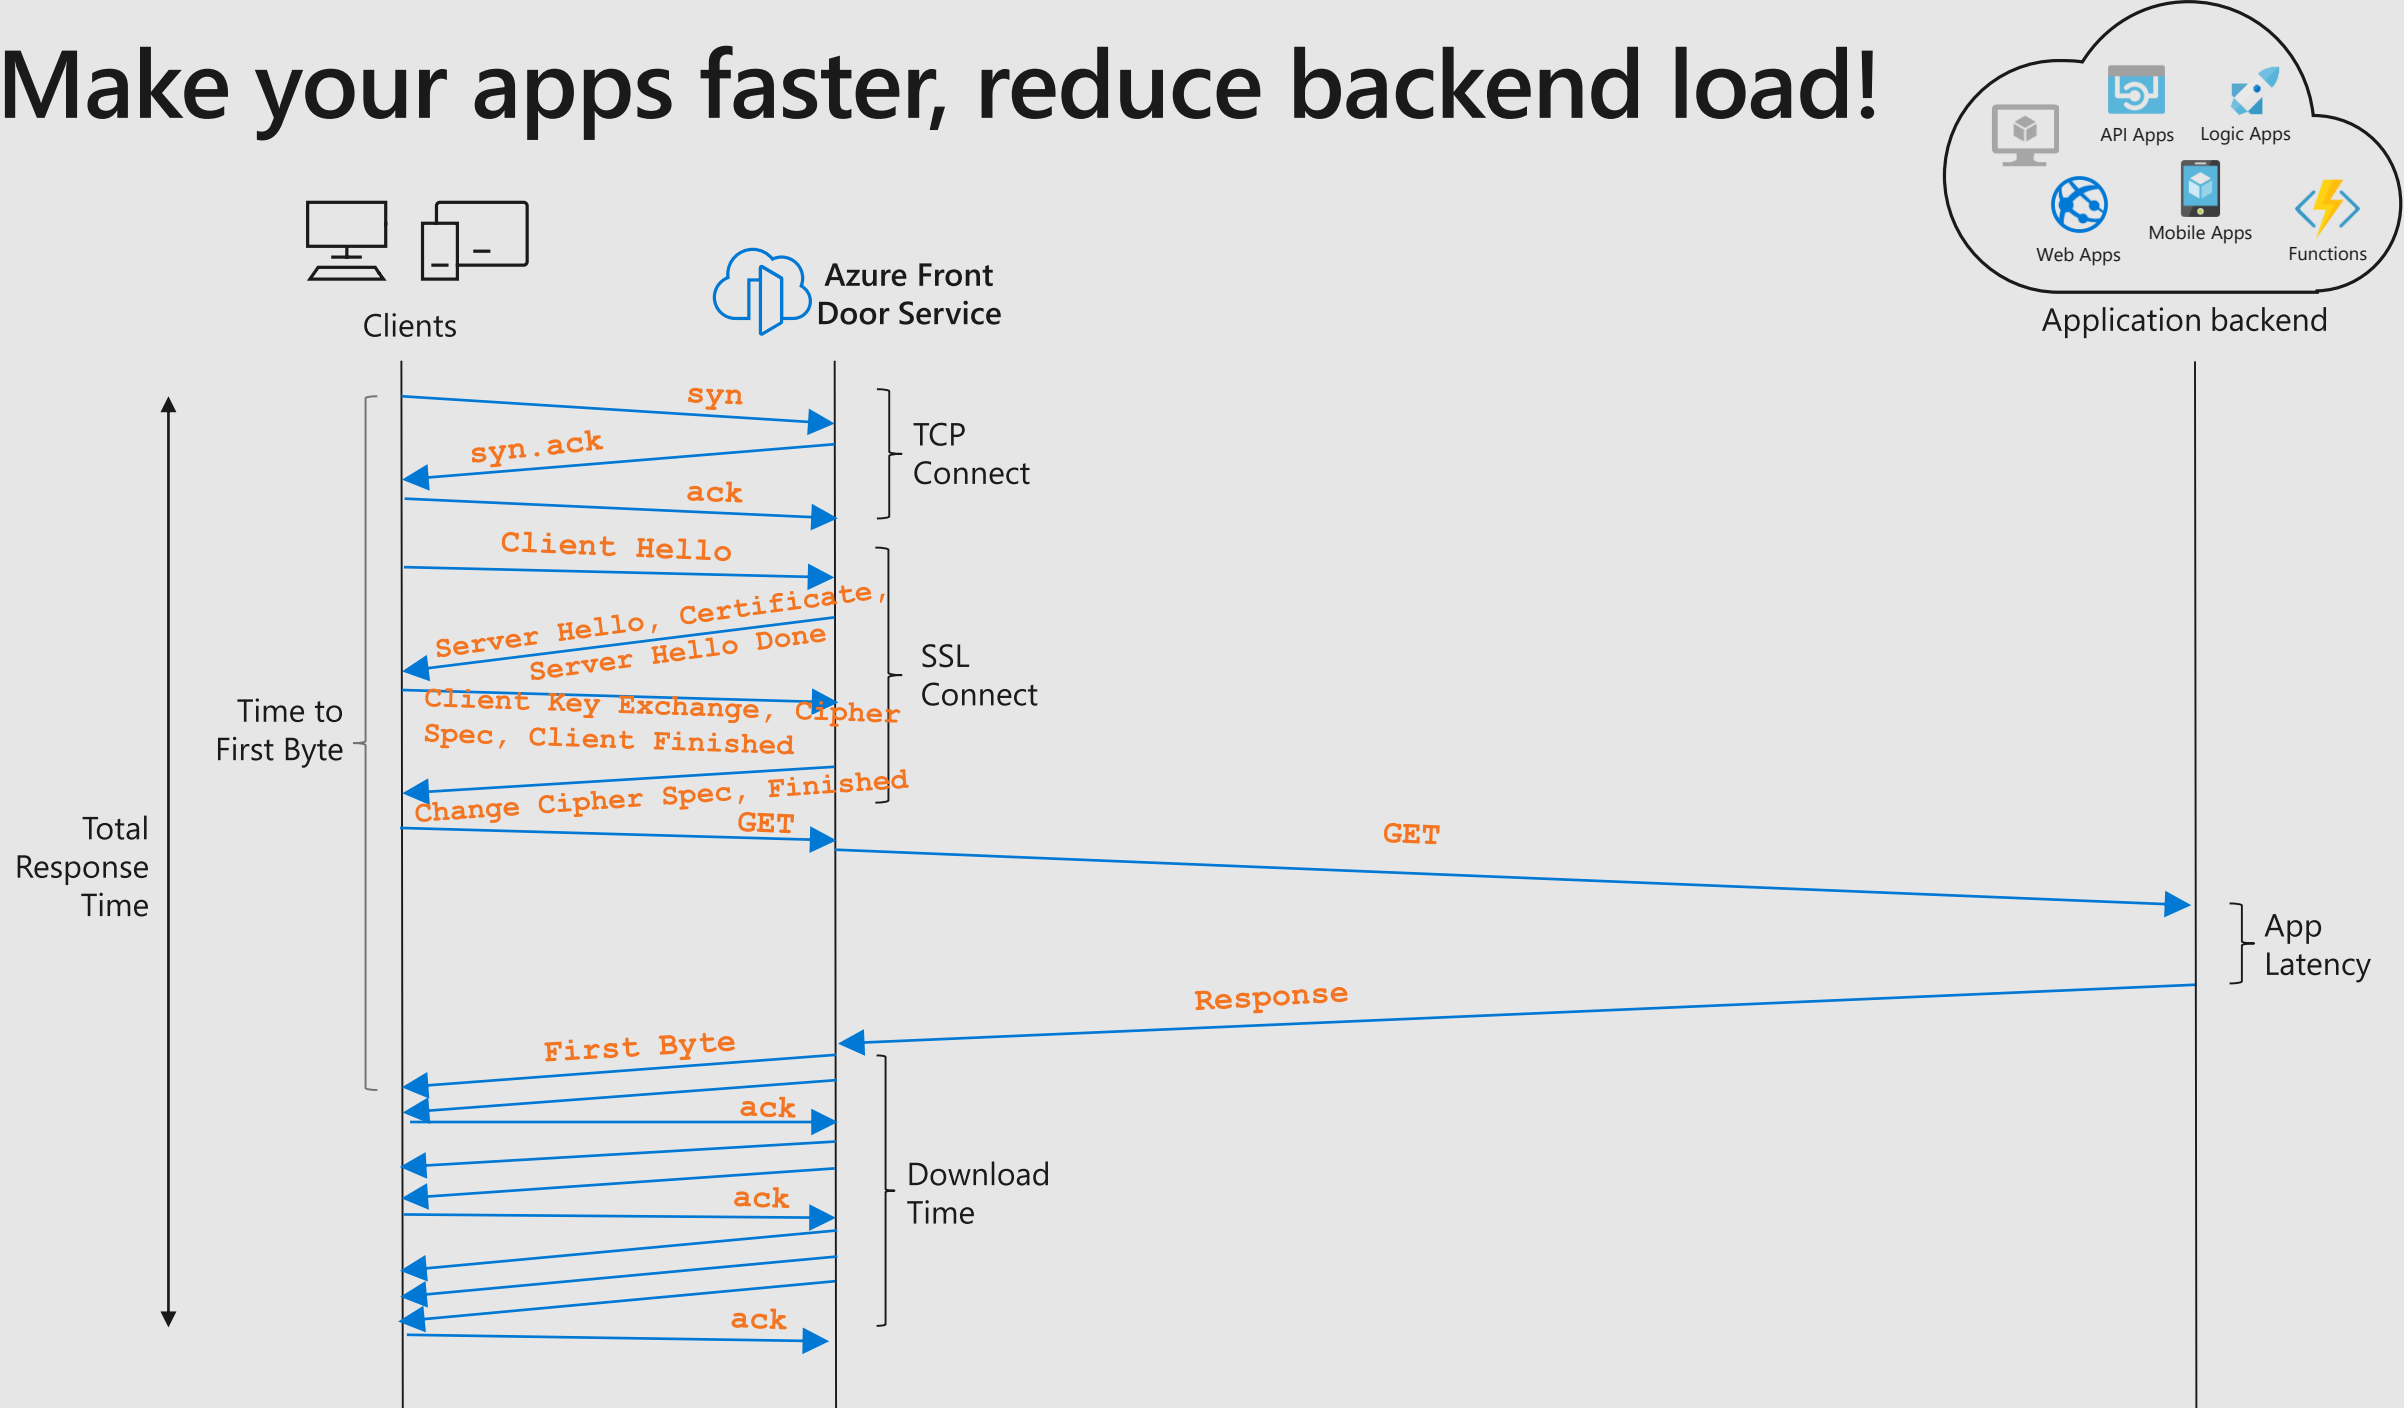 Make your apps faster, reduce backend load!
API Apps
Logic Apps
Web Apps
Mobile Apps
Functions
Application backend
Clients
Azure Front
Door Service
syn
syn.ack
ack
TCP
Connect
Client Hello
Server Hello, Certificate,
Server Hello Done
Client Key Exchange, Cipher
Spec, Client Finished
Change Cipher Spec, Finished
SSL
Connect
Time to
First Byte
Total
Response
Time
GET
GET
App
Latency
Response
First Byte
ack
ack
ack
Download
Time